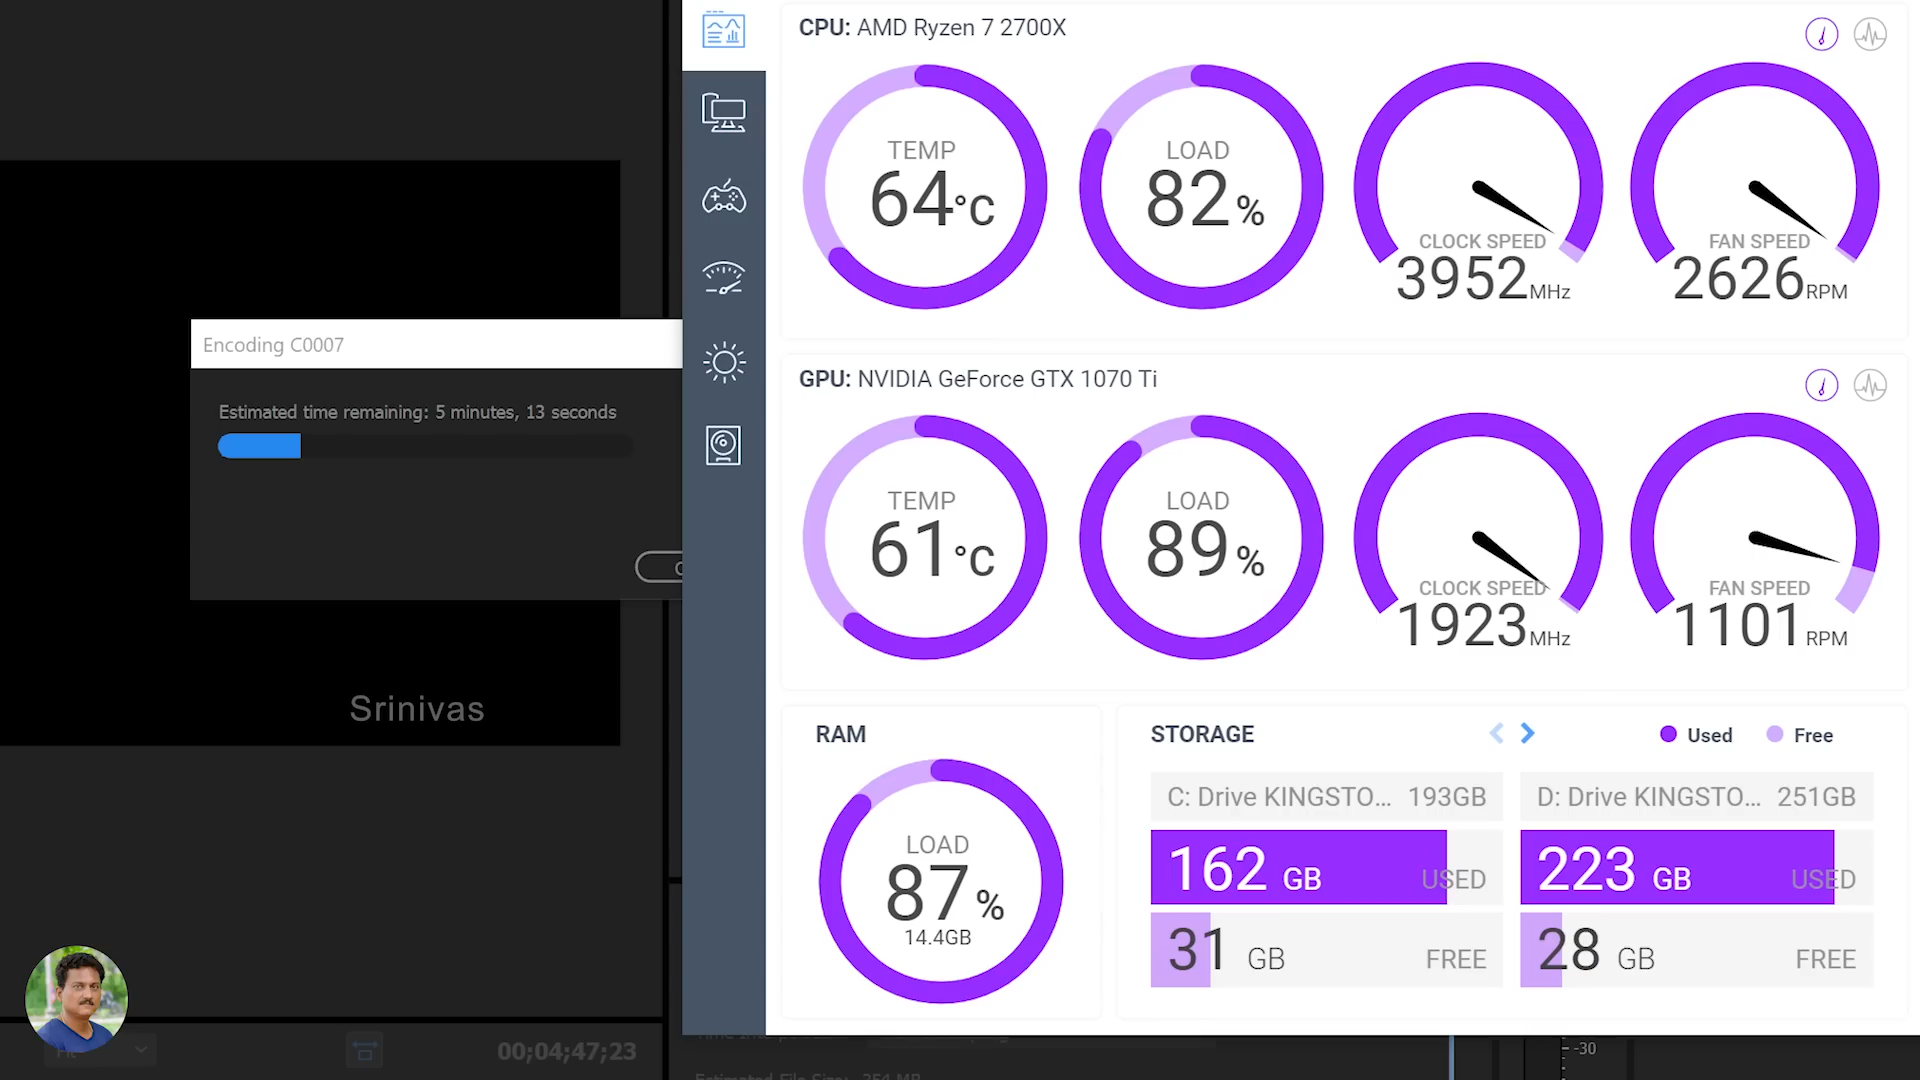 CPU: AMD Ryzen 7 2700X
TEMP
64°C
LOAD
82%
CLOCK SPEED
3952MHz
FAN SPEED
2626RPM
Encoding C0007
Estimated time remaining: 5 minutes, 13 seconds
GPU: NVIDIA GeForce GTX 1070 Ti
TEMP
61°C
LOAD
89%
CLOCK SPEED
1923MHz
FAN SPEED
1101RPM
Srinivas
RAM
LOAD
87%
14.4GB
STORAGE
Used
Free
C: Drive KINGSTO... 193GB
162 GB USED
31 GB FREE
D: Drive KINGSTO... 251GB
223 GB USED
28 GB FREE
00;04;47;23
-30